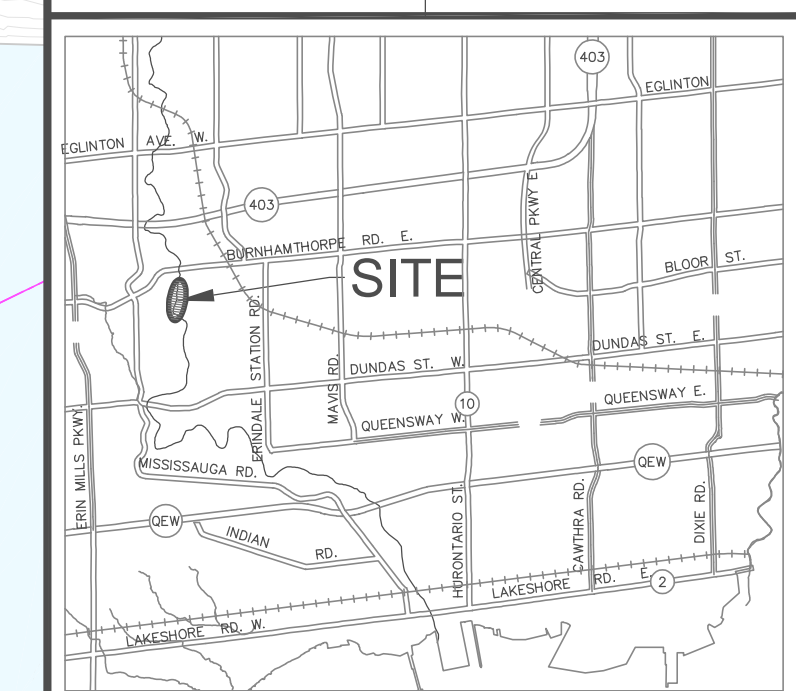 403
EGLINTON
EGLINTON AVE. W.
403
CENTRAL PKWY E
BURNHAMTHORPE RD. E.
BLOOR ST.
SITE
ERINDALE STATION RD.
MAVIS RD.
DUNDAS ST. E.
DUNDAS ST. W.
10
QUEENSWAY E.
QUEENSWAY W.
ERIN MILLS PKWY.
MISSISSAUGA RD.
QEW
QEW
INDIAN RD.
HURONTARIO ST.
CAWTHRA RD.
DIXIE RD.
LAKESHORE RD. E.
2
LAKESHORE RD. W.